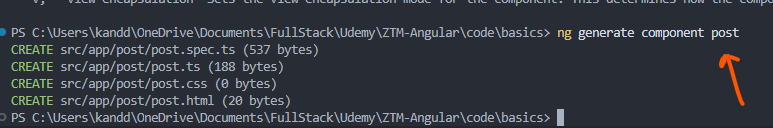 v, --view-encapsulation Sets the view encapsulation mode for the component. This determines how the comp
PS C:\Users\kandd\OneDrive\Documents\FullStack\Udemy\ZTM-Angular\code\basics> ng generate component post
CREATE src/app/post/post.spec.ts (537 bytes)
CREATE src/app/post/post.ts (188 bytes)
CREATE src/app/post/post.css (0 bytes)
CREATE src/app/post/post.html (20 bytes)
PS C:\Users\kandd\OneDrive\Documents\FullStack\Udemy\ZTM-Angular\code\basics>